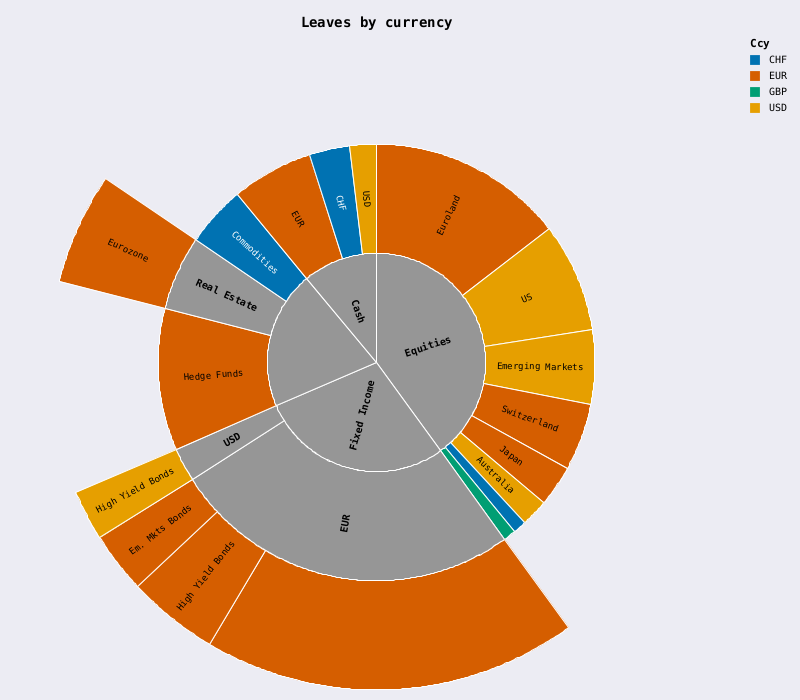 Leaves by currency
Ccy
CHF
EUR
GBP
USD
Euroland
US
Emerging Markets
Switzerland
Japan
Australia
Equities
Cash
USD
CHF
EUR
Commodities
Real Estate
Eurozone
Hedge Funds
Fixed Income
USD
High Yield Bonds
EUR
Em. Mkts Bonds
High Yield Bonds